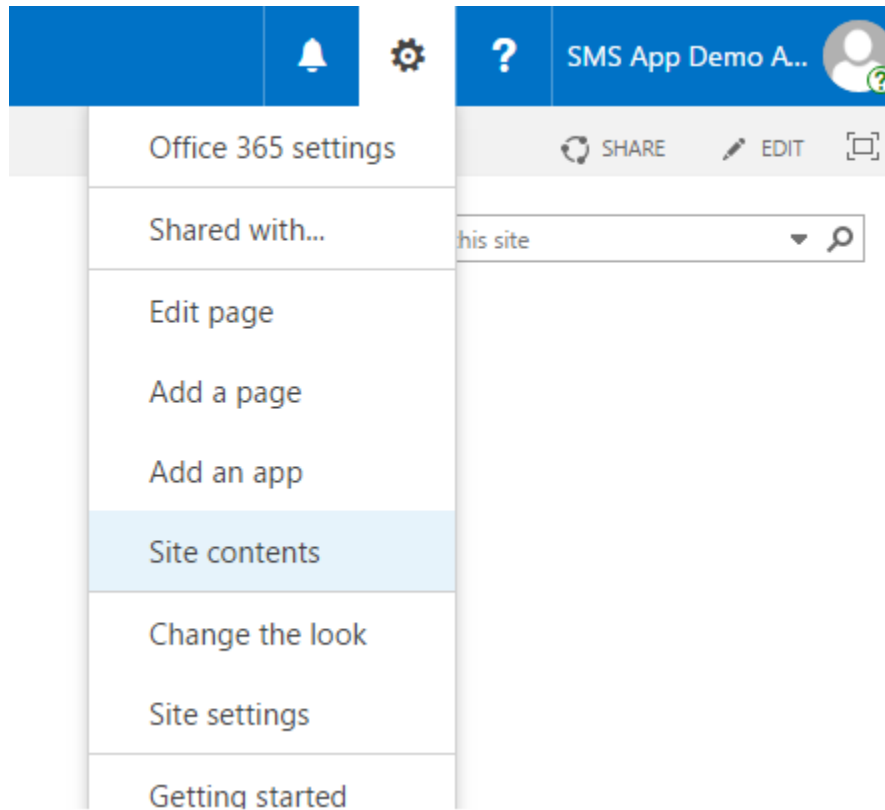 ? SMS App Demo A...
Office 365 settings
SHARE EDIT
Shared with...
his site
Edit page
Add a page
Add an app
Site contents
Change the look
Site settings
Getting started